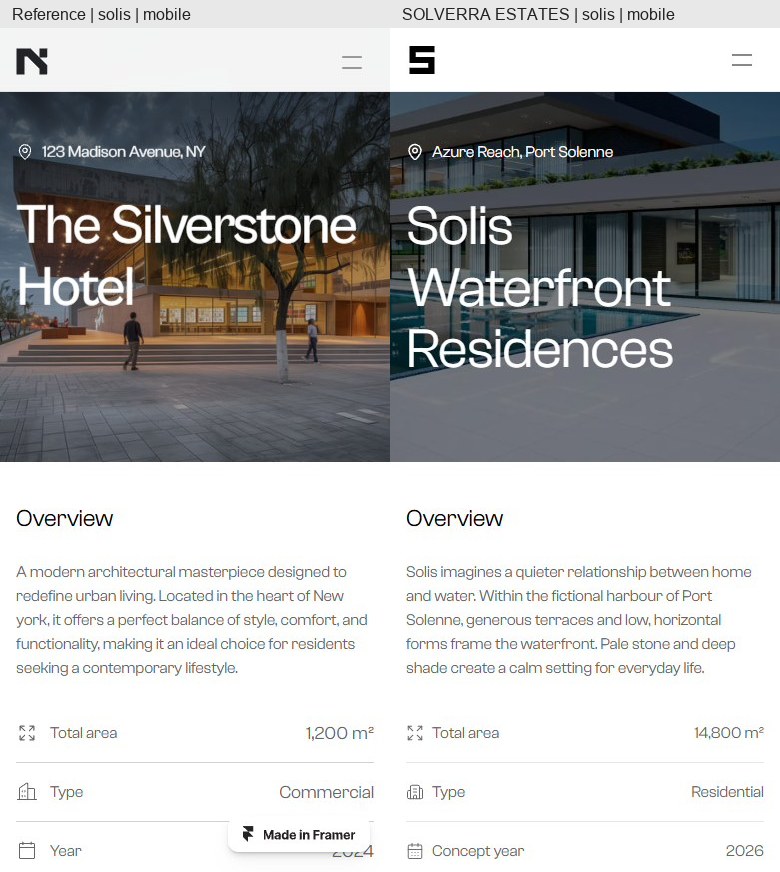 Reference | solis | mobile
N
123 Madison Avenue, NY
The Silverstone
Hotel
Overview
A modern architectural masterpiece designed to
redefine urban living. Located in the heart of New
york, it offers a perfect balance of style, comfort, and
functionality, making it an ideal choice for residents
seeking a contemporary lifestyle.
Total area 1,200 m²
Type Commercial
Year 2024
Made in Framer
SOLVERRA ESTATES | solis | mobile
S
Azure Reach, Port Solenne
Solis
Waterfront
Residences
Overview
Solis imagines a quieter relationship between home
and water. Within the fictional harbour of Port
Solenne, generous terraces and low, horizontal
forms frame the waterfront. Pale stone and deep
shade create a calm setting for everyday life.
Total area 14,800 m²
Type Residential
Concept year 2026